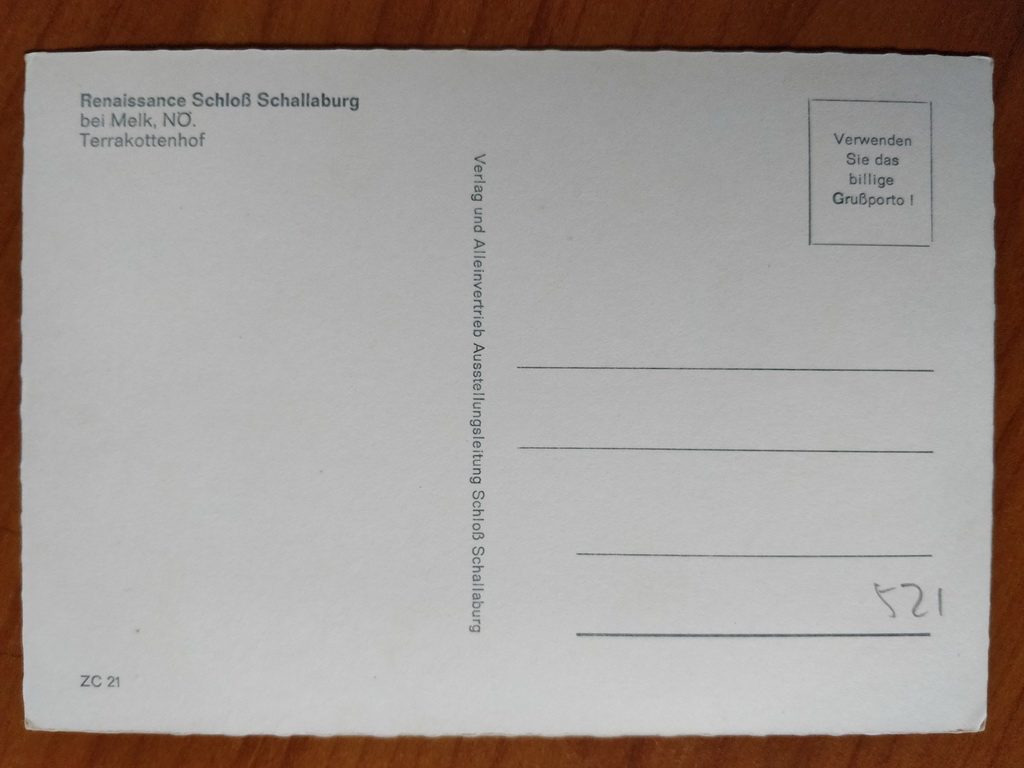 Renaissance Schloß Schallaburg
bei Melk, NÖ.
Terrakottenhof
Verlag und Alleinvertrieb Ausstellungsleitung Schloß Schallaburg
Verwenden
Sie das
billige
Grußporto !
521
ZC 21